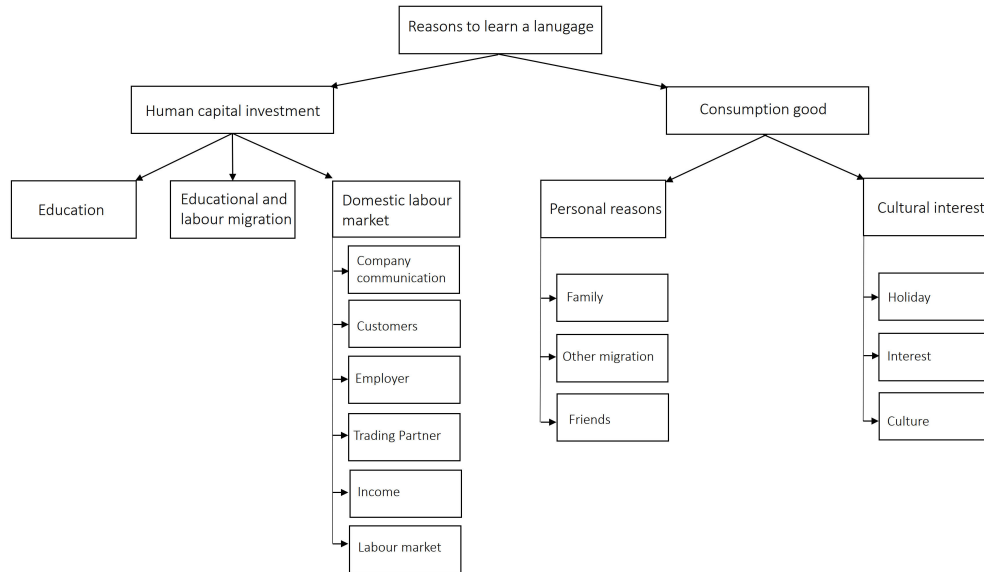 Reasons to learn a lanugage
Human capital investment
Consumption good
Education
Educational and
labour migration
Domestic labour
market
Personal reasons
Cultural interest
Company
communication
Customers
Employer
Trading Partner
Income
Labour market
Family
Other migration
Friends
Holiday
Interest
Culture